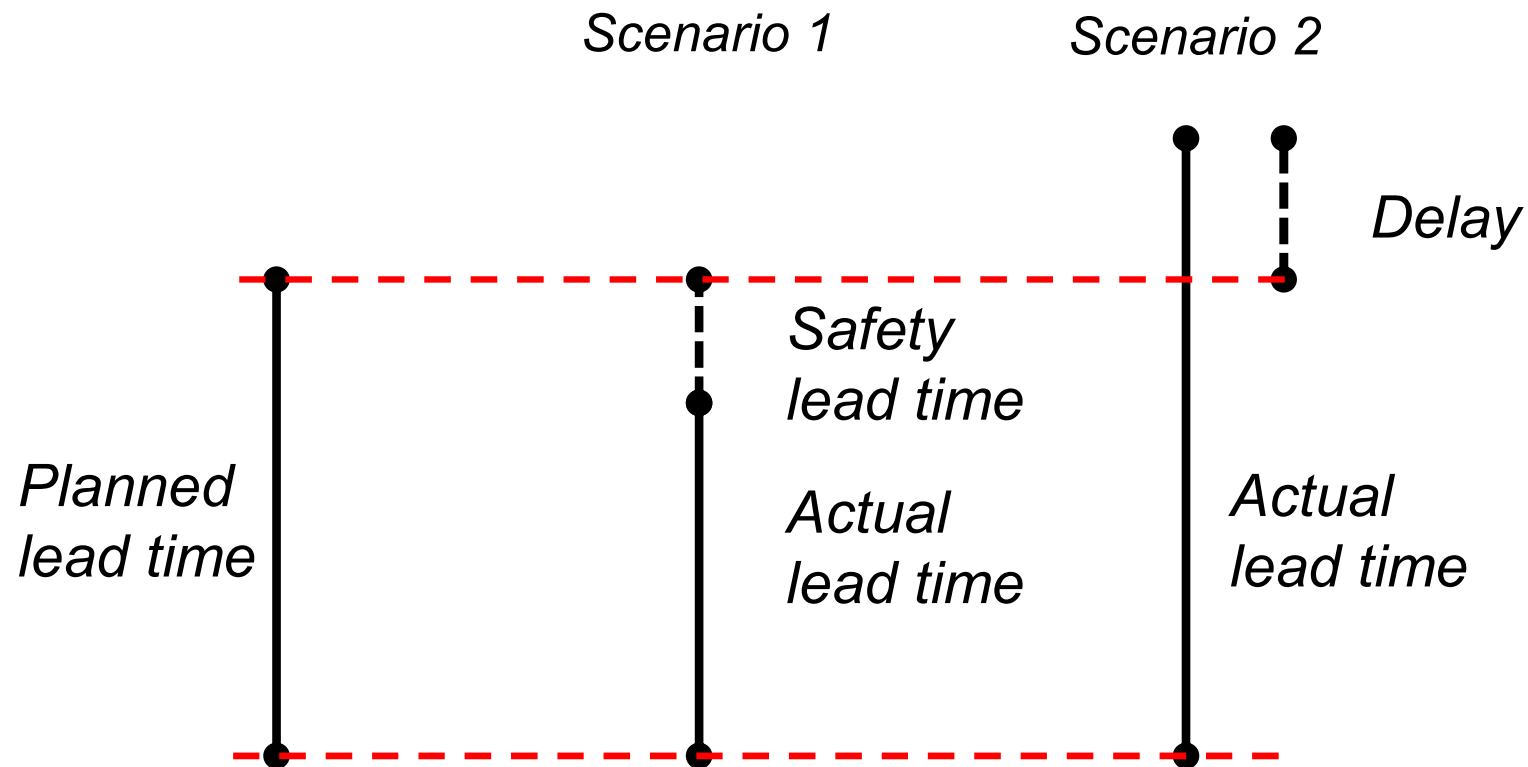 Scenario 1
Scenario 2
Delay
Safety
lead time
Planned
lead time
Actual
lead time
Actual
lead time